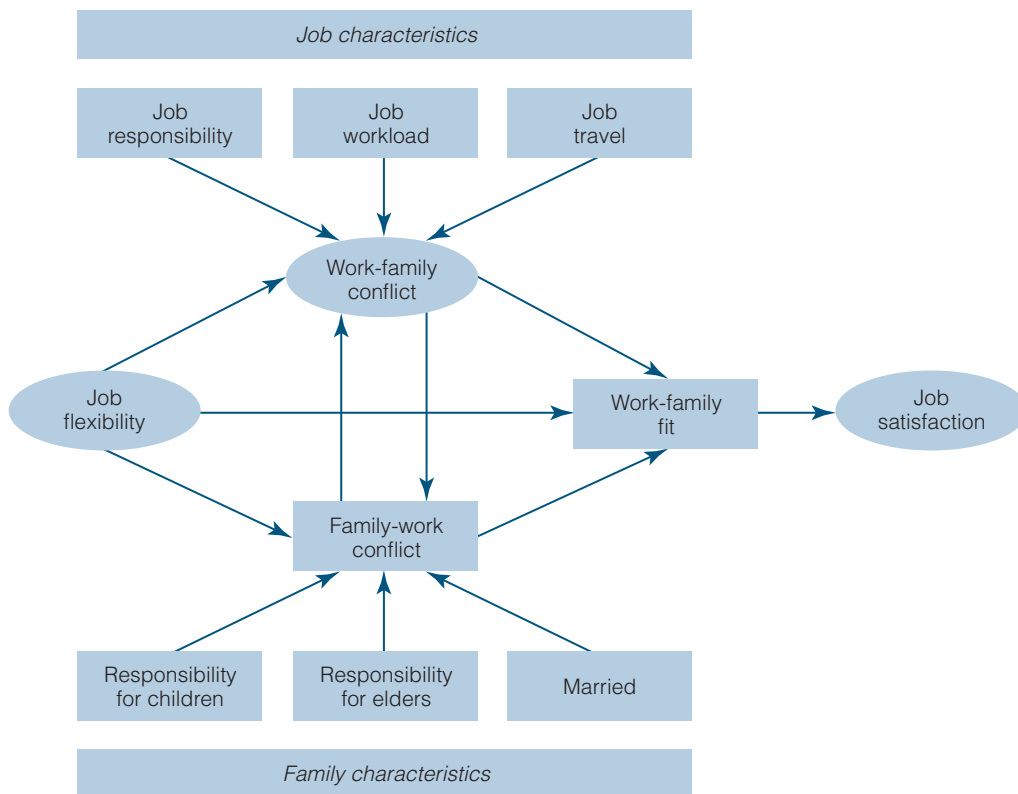 Job characteristics
Job
responsibility
Job
workload
Job
travel
Work-family
conflict
Job
flexibility
Work-family
fit
Job
satisfaction
Family-work
conflict
Responsibility
for children
Responsibility
for elders
Married
Family characteristics